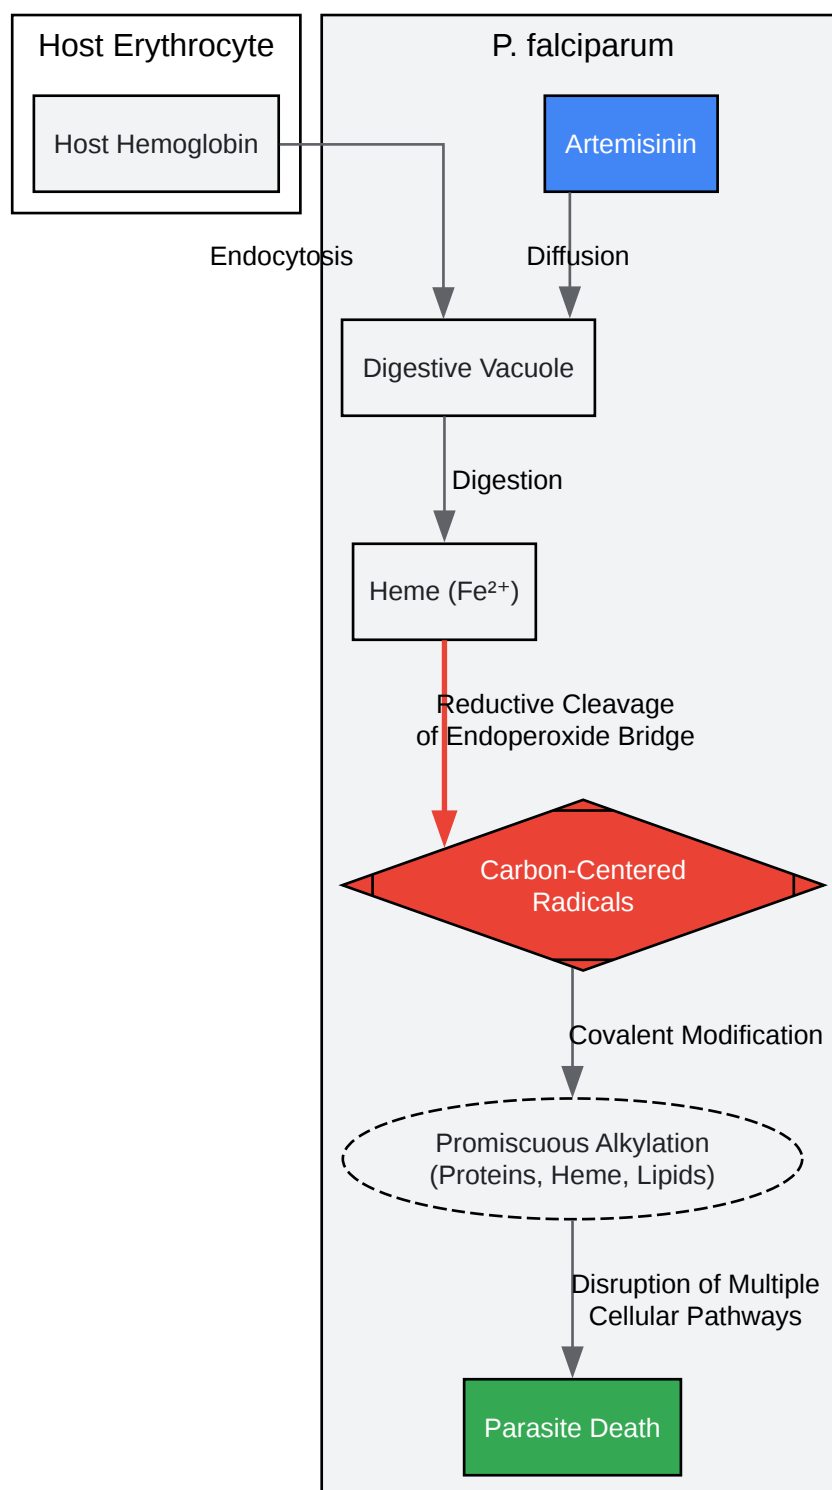 Host Erythrocyte
P. falciparum
Host Hemoglobin
Artemisinin
Endocytosis
Diffusion
Digestive Vacuole
Digestion
Heme (Fe²⁺)
Reductive Cleavage
of Endoperoxide Bridge
Carbon-Centered
Radicals
Covalent Modification
Promiscuous Alkylation
(Proteins, Heme, Lipids)
Disruption of Multiple
Cellular Pathways
Parasite Death